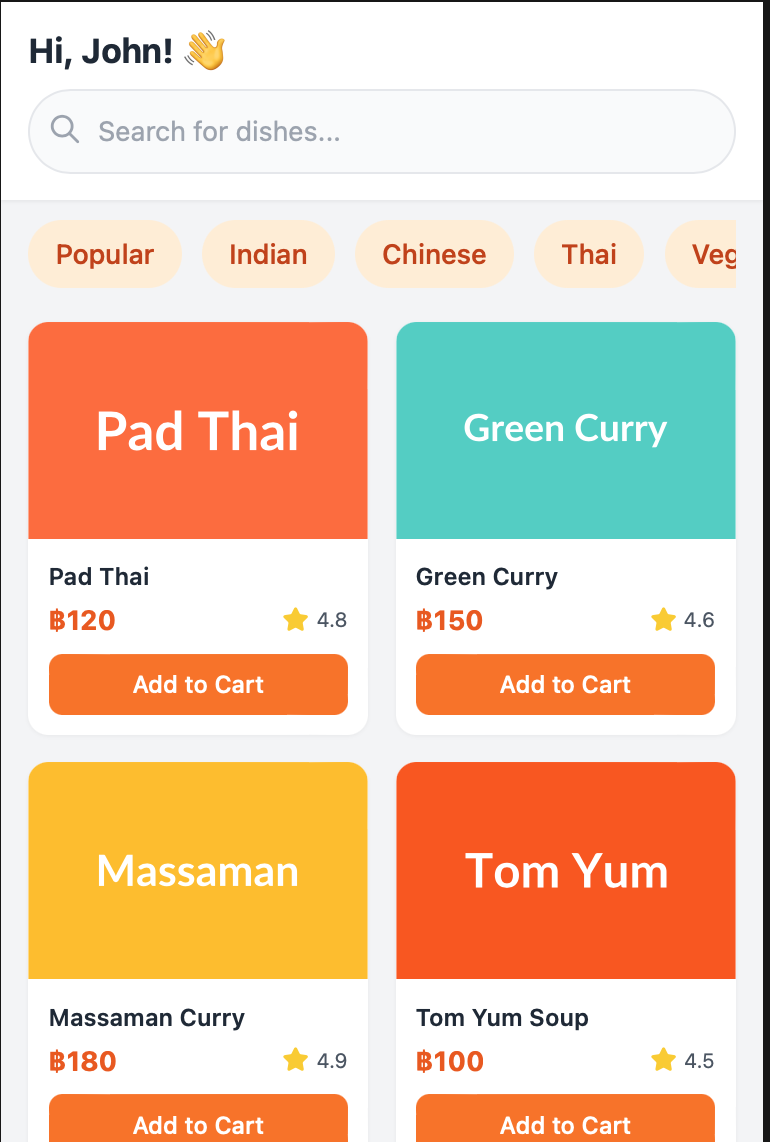 Hi, John! 👋
Search for dishes...
Popular Indian Chinese Thai Veg
Pad Thai
Green Curry
Pad Thai
฿120 4.8
Add to Cart
Green Curry
฿150 4.6
Add to Cart
Massaman
Tom Yum
Massaman Curry
฿180 4.9
Add to Cart
Tom Yum Soup
฿100 4.5
Add to Cart